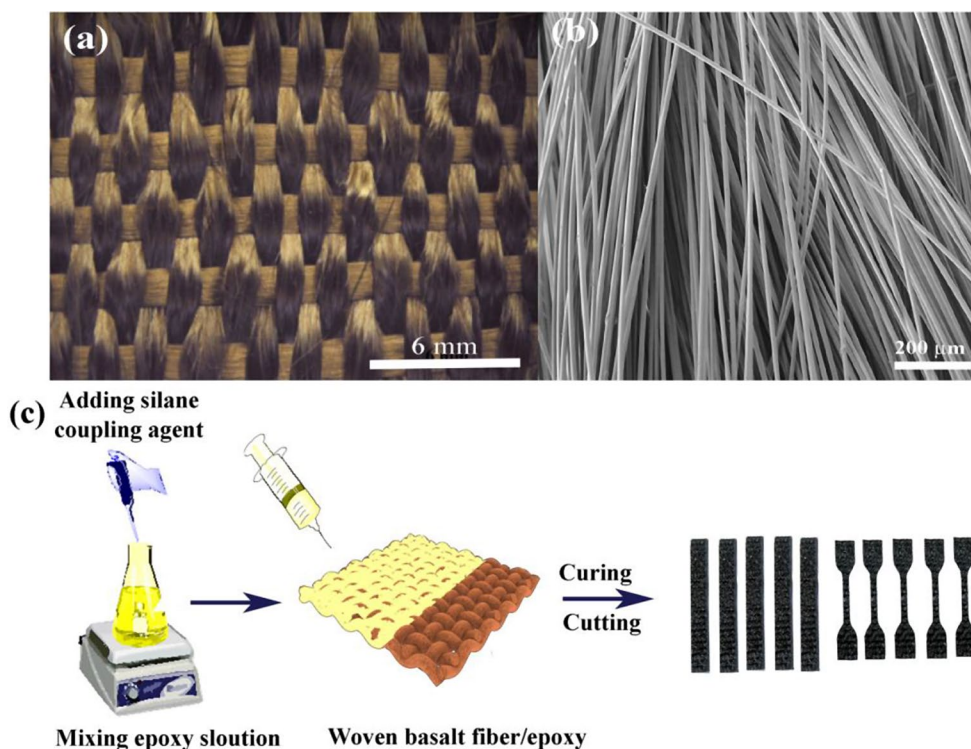 (a)
(b)
6 mm
200 μm
(c)
Adding silane
coupling agent
Curing
Cutting
Mixing epoxy sloution
Woven basalt fiber/epoxy